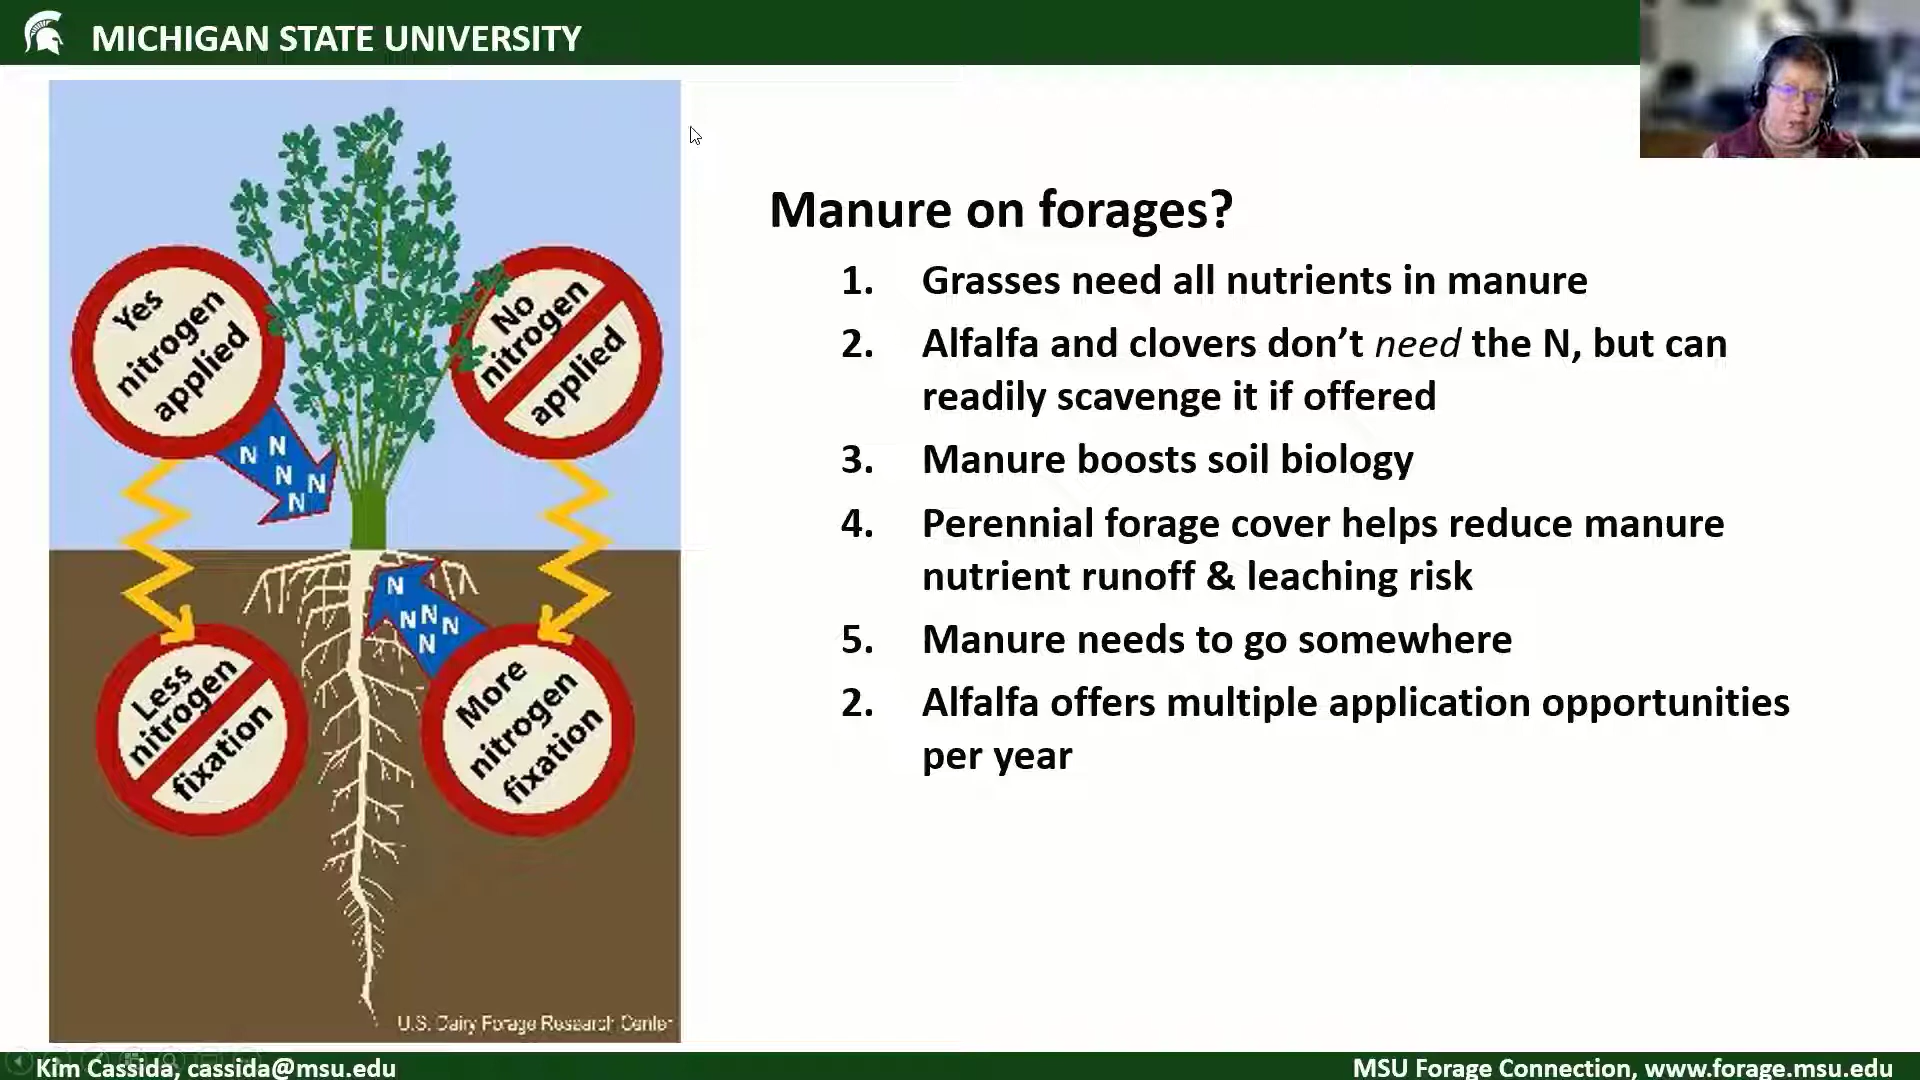 MICHIGAN STATE UNIVERSITY
Yes
nitrogen
applied
No
nitrogen
applied
N
N
N
N
N
N
N
N
N
N
Less
nitrogen
fixation
More
nitrogen
fixation
U.S. Dairy Forage Research Center
Manure on forages?
1. Grasses need all nutrients in manure
2. Alfalfa and clovers don’t need the N, but can
readily scavenge it if offered
3. Manure boosts soil biology
4. Perennial forage cover helps reduce manure
nutrient runoff & leaching risk
5. Manure needs to go somewhere
2. Alfalfa offers multiple application opportunities
per year
Kim Cassida, cassida@msu.edu
MSU Forage Connection, www.forage.msu.edu